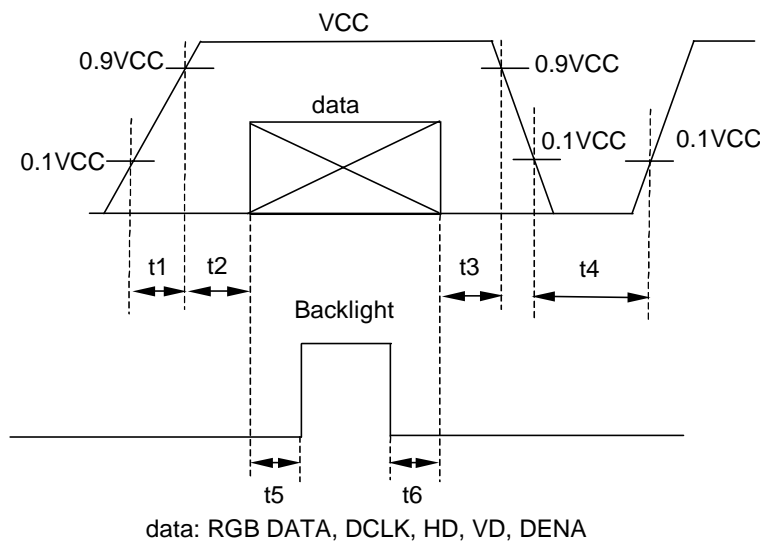 VCC
0.9VCC
0.9VCC
data
0.1VCC
0.1VCC
0.1VCC
t1
t2
t3
t4
Backlight
t5
t6
data: RGB DATA, DCLK, HD, VD, DENA